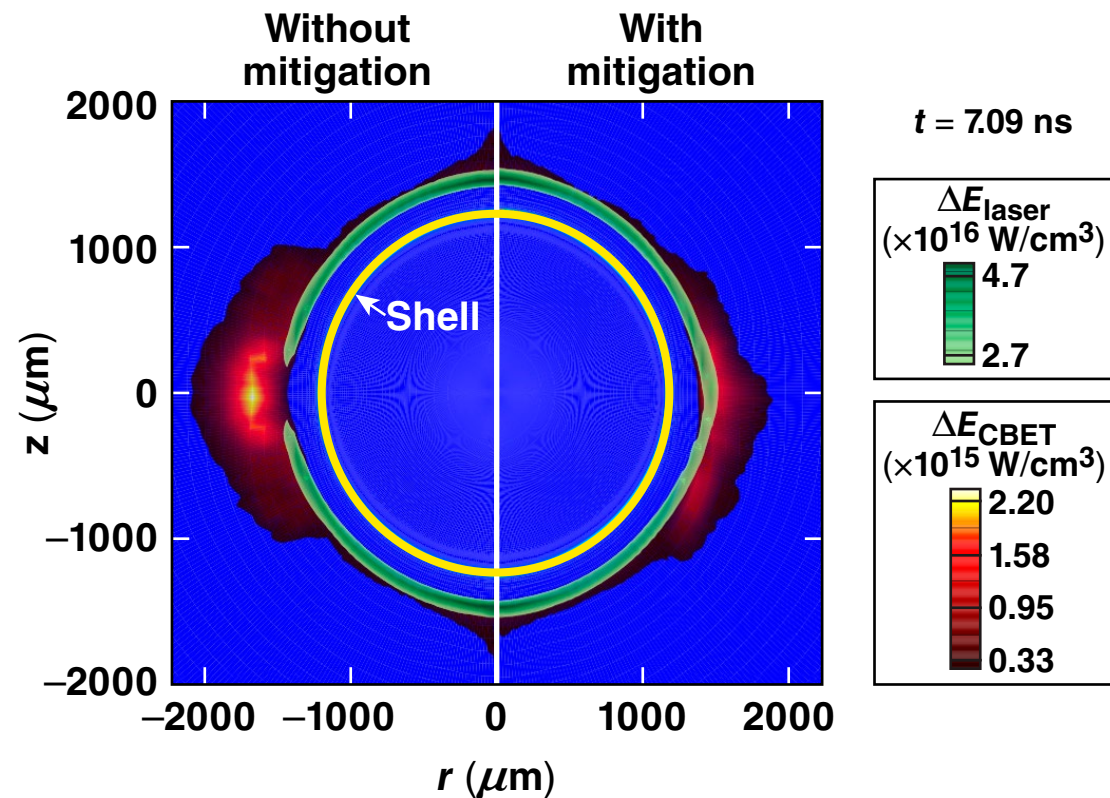 Without
mitigation
With
mitigation
2000
1000
0
−1000
−2000
z (μm)
Shell
−2000
−1000
0
1000
2000
r (μm)
t = 7.09 ns
ΔElaser
(×10¹⁶ W/cm³)
4.7
2.7
ΔECBET
(×10¹⁵ W/cm³)
2.20
1.58
0.95
0.33